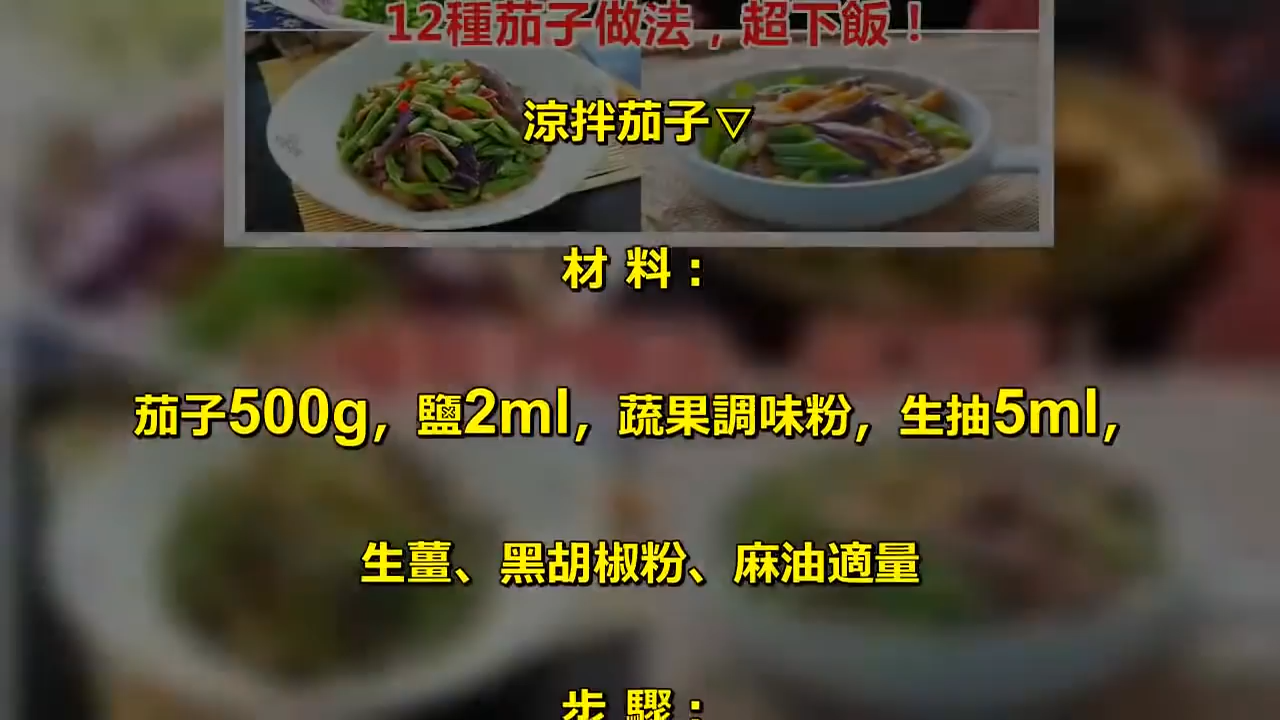 12種茄子做法，超下飯！
涼拌茄子▽
材 料：
茄子500g，鹽2ml，蔬果調味粉，生抽5ml，
生薑、黑胡椒粉、麻油適量
步 驟：